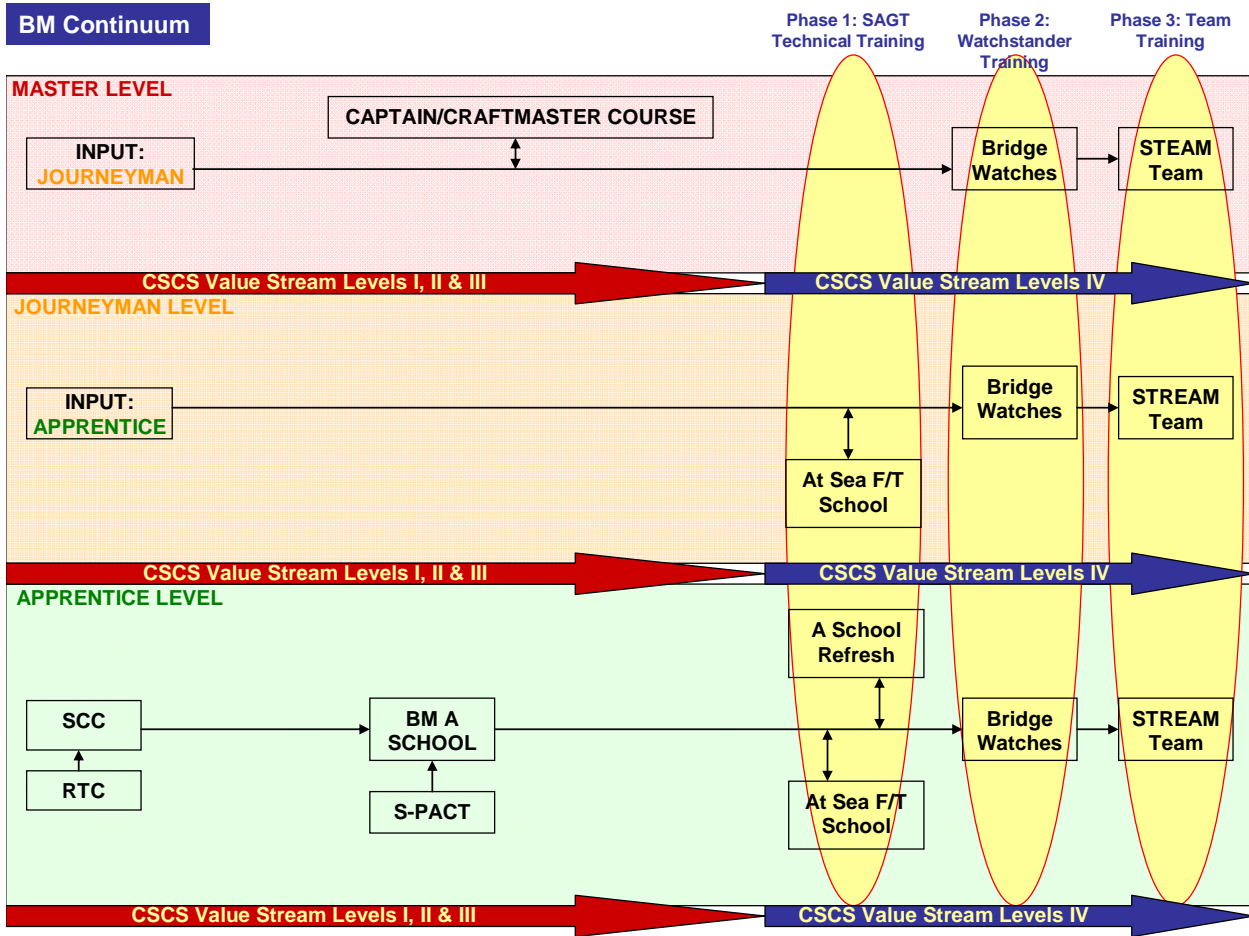 BM Continuum
Phase 1: SAGT
Technical Training
Phase 2:
Watchstander
Training
Phase 3: Team
Training
MASTER LEVEL
CAPTAIN/CRAFTMASTER COURSE
INPUT:
JOURNEYMAN
Bridge
Watches
STEAM
Team
CSCS Value Stream Levels I, II & III
CSCS Value Stream Levels IV
JOURNEYMAN LEVEL
INPUT:
APPRENTICE
Bridge
Watches
STREAM
Team
At Sea F/T
School
CSCS Value Stream Levels I, II & III
CSCS Value Stream Levels IV
APPRENTICE LEVEL
A School
Refresh
SCC
BM A
SCHOOL
Bridge
Watches
STREAM
Team
RTC
S-PACT
At Sea F/T
School
CSCS Value Stream Levels I, II & III
CSCS Value Stream Levels IV